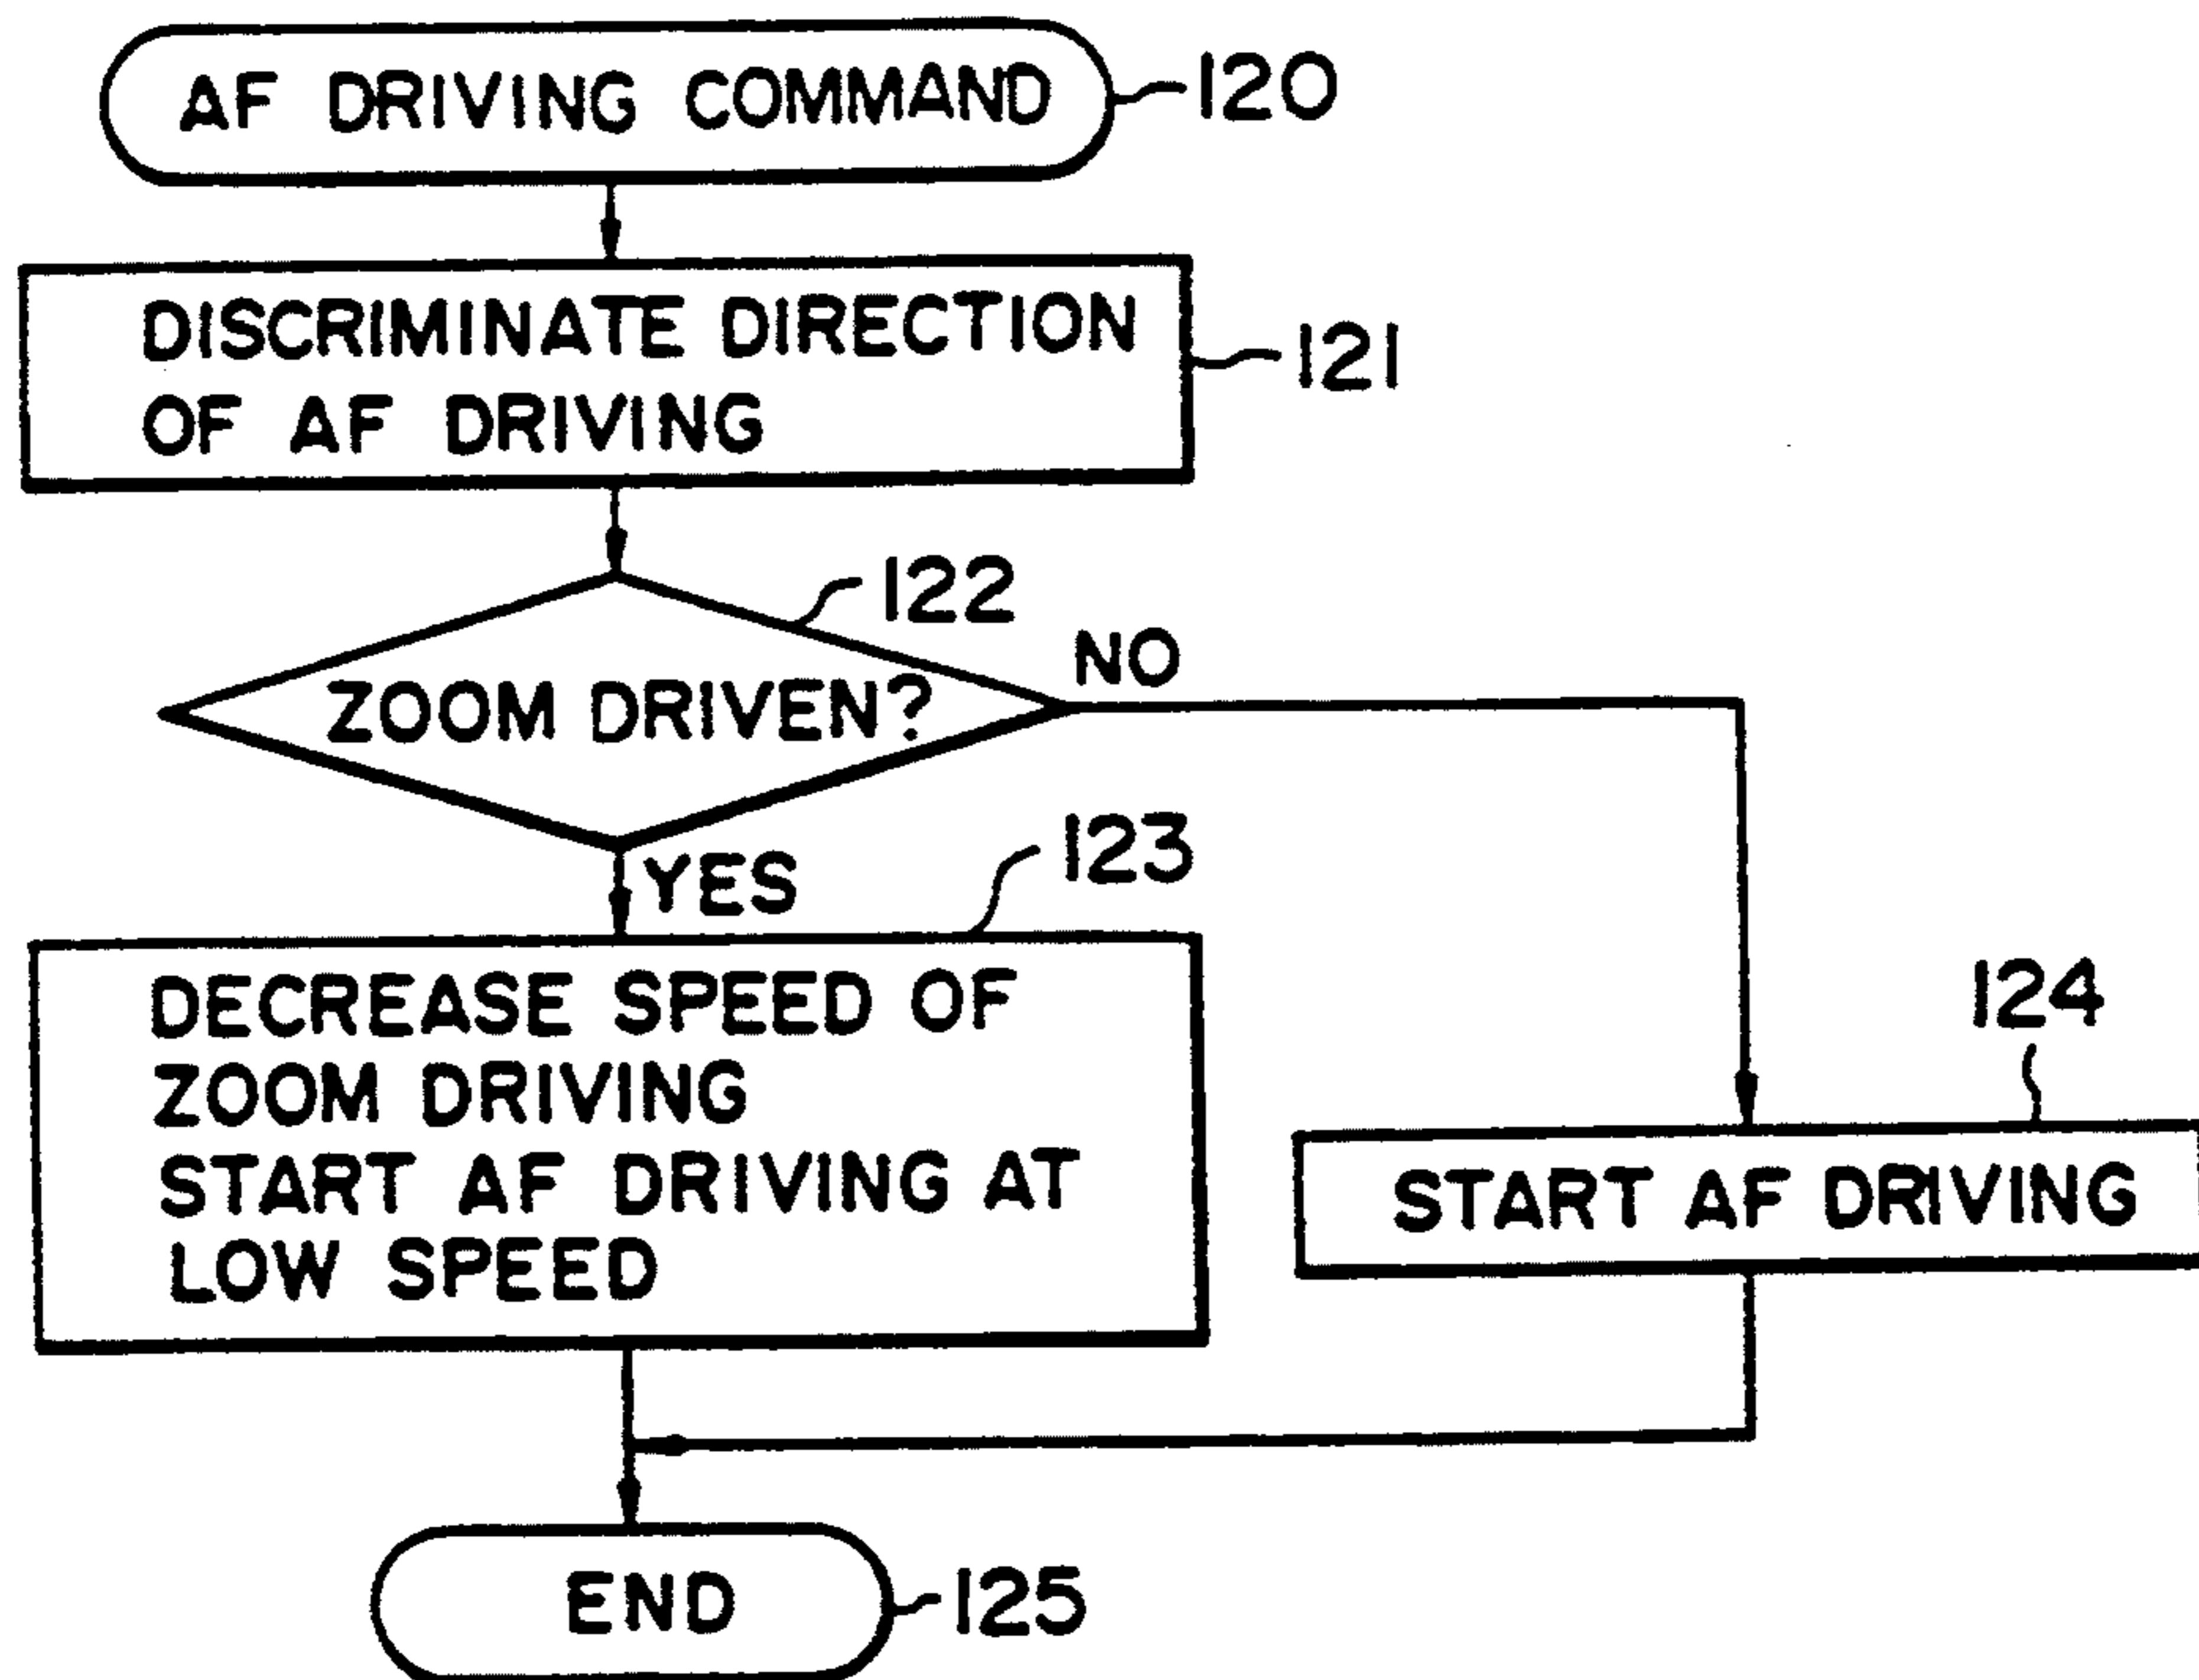 AF DRIVING COMMAND
120
DISCRIMINATE DIRECTION
OF AF DRIVING
121
122
ZOOM DRIVEN?
NO
YES
123
DECREASE SPEED OF
ZOOM DRIVING
START AF DRIVING AT
LOW SPEED
124
START AF DRIVING
END
125